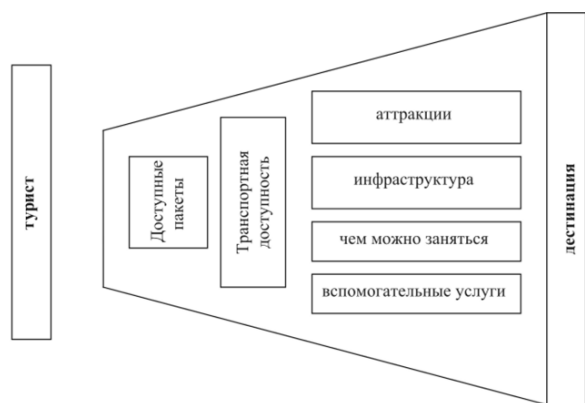 турист
Доступные
пакеты
Транспортная
доступность
аттракции
инфраструктура
чем можно заняться
вспомогательные услуги
дестинация